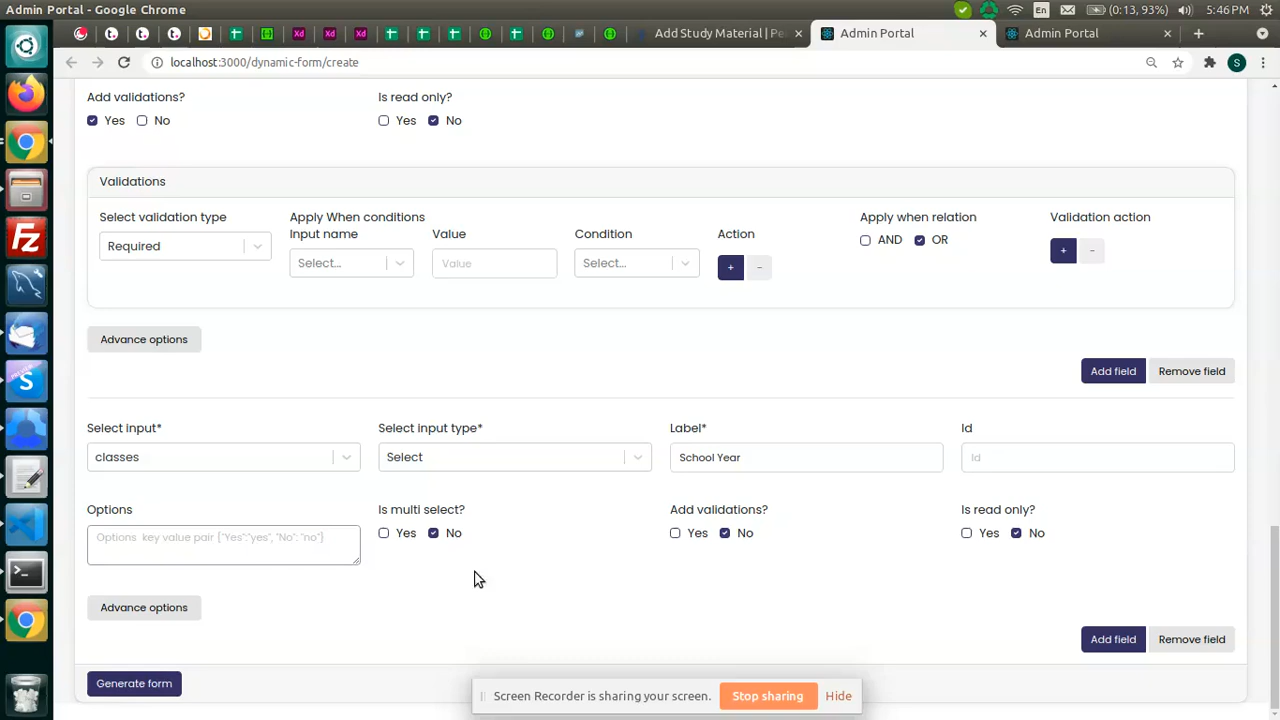 Admin Portal - Google Chrome
En
(0:13, 93%)
5:46PM
Xd
Xd
Xd
Add Study Material | Pe
Admin Portal
Admin Portal
localhost:3000/dynamic-form/create
S
Add validations?
Is read only?
Yes
No
Yes
No
Validations
Select validation type
Apply When conditions
Apply when relation
Validation action
Input name
Value
Condition
Action
Required
Select...
Value
Select...
+
-
AND
OR
+
-
Advance options
Add field
Remove field
Select input*
Select input type*
Label*
Id
classes
Select
School Year
Id
Options
Is multi select?
Add validations?
Is read only?
Options key value pair {"Yes":"yes", "No": "no"}
Yes
No
Yes
No
Yes
No
Advance options
Add field
Remove field
Generate form
Screen Recorder is sharing your screen.
Stop sharing
Hide